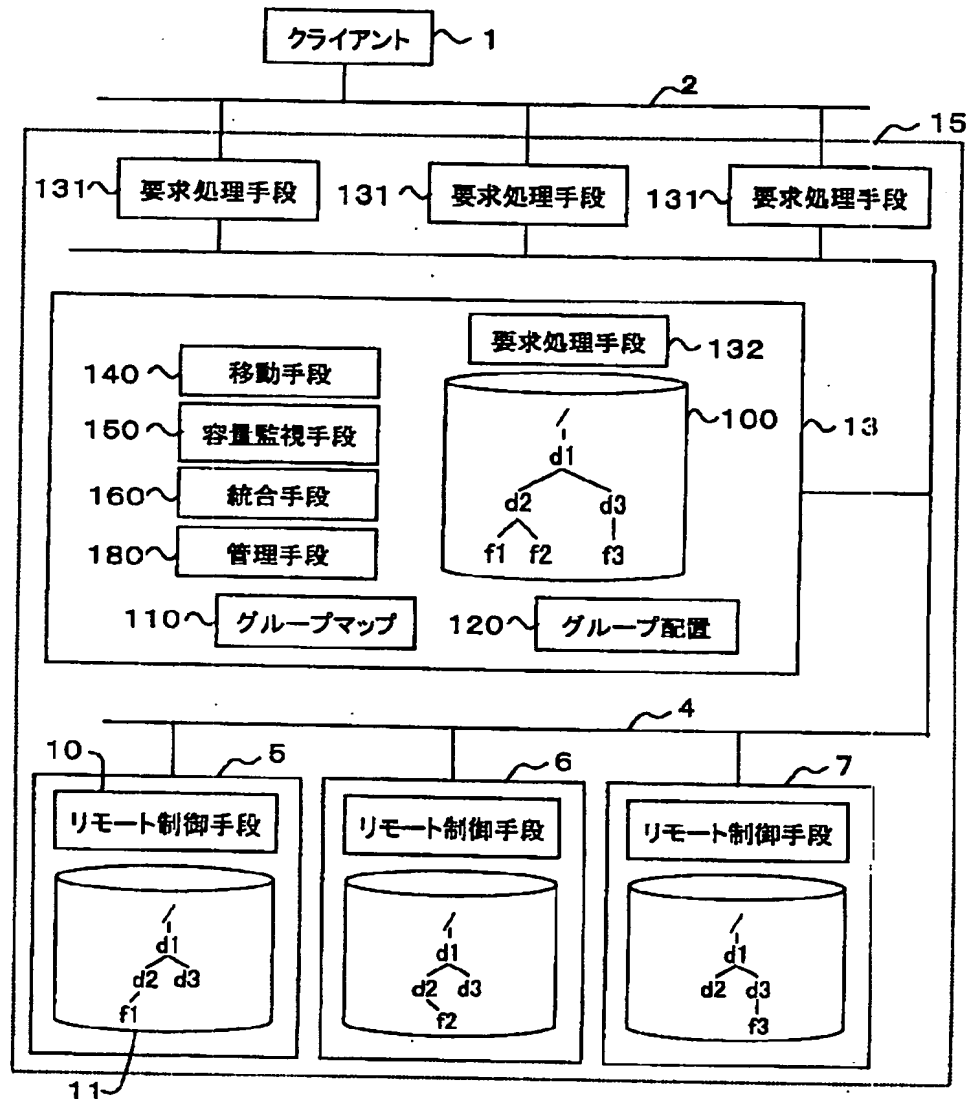 クライアント 1
2
15
131 要求処理手段 131 要求処理手段 131 要求処理手段
要求処理手段 132
140 移動手段
150 容量監視手段
160 統合手段
180 管理手段
100
13
/
d1
d2 d3
f1 f2 f3
110 グループマップ 120 グループ配置
4
10 5 6 7
リモート制御手段 リモート制御手段 リモート制御手段
/
d1
d2 d3
f1
/
d1
d2 d3
f2
/
d1
d2 d3
f3
11